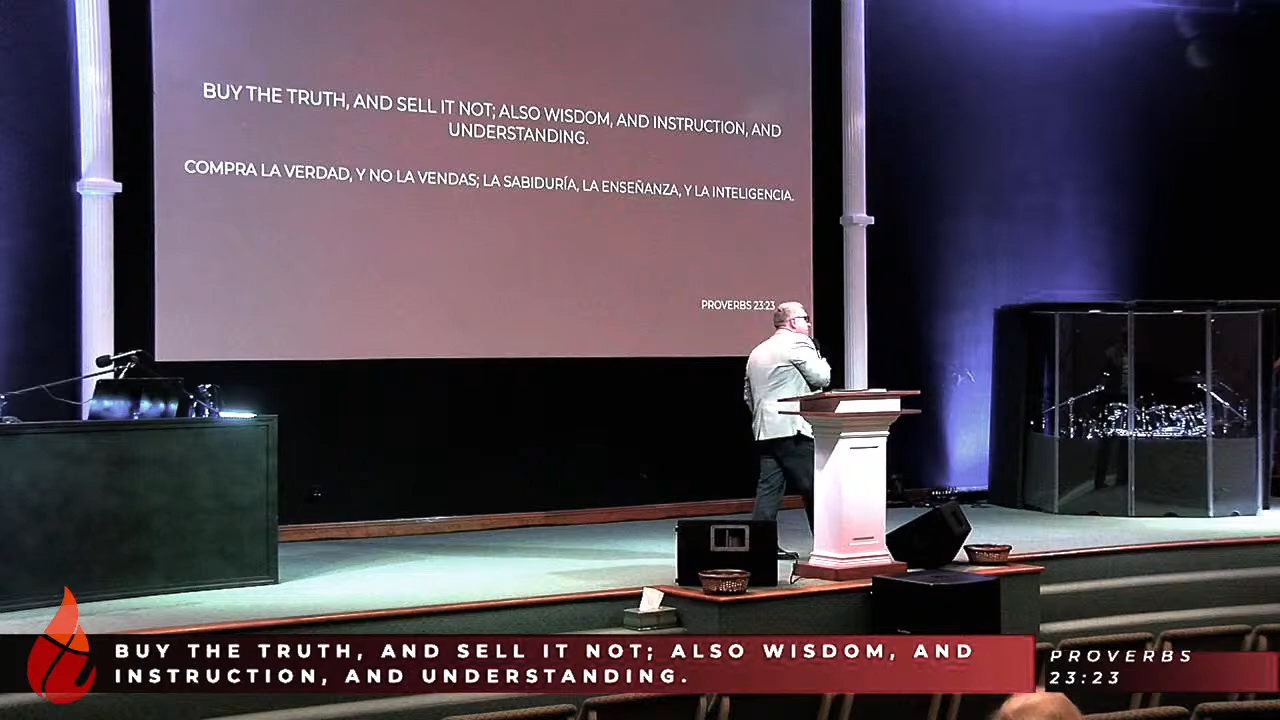 BUY THE TRUTH, AND SELL IT NOT; ALSO WISDOM, AND INSTRUCTION, AND
UNDERSTANDING.
COMPRA LA VERDAD, Y NO LA VENDAS; LA SABIDURÍA, LA ENSEÑANZA, Y LA INTELIGENCIA.
PROVERBS 23:23
BUY THE TRUTH, AND SELL IT NOT; ALSO WISDOM, AND
INSTRUCTION, AND UNDERSTANDING.
PROVERBS
23:23